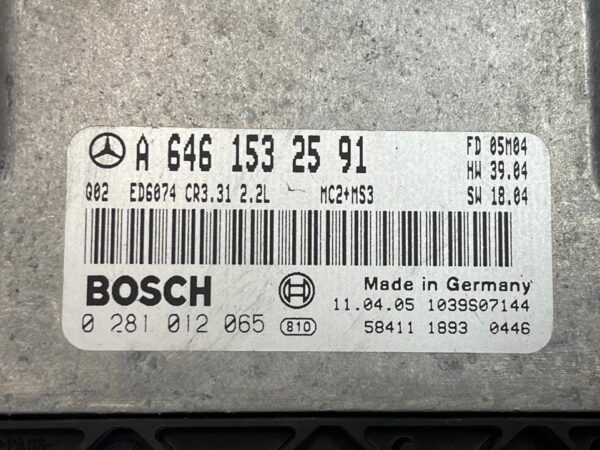 A 646 153 25 91 FD 05M04
HW 39.04
Q02 ED6074 CR3.31 2.2L MC2+MS3 SW 18.04
BOSCH Made in Germany
11.04.05 1039S07144
0 281 012 065 810 58411 1893 0446